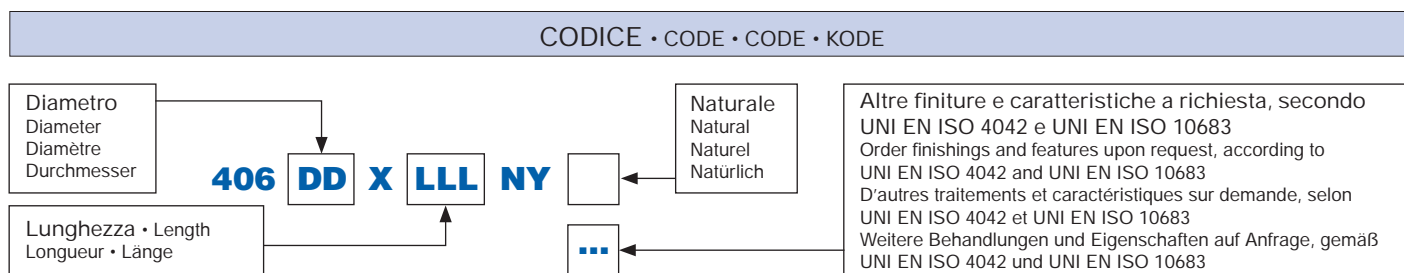 CODICE • CODE • CODE • KODE
Diametro
Diameter
Diamètre
Durchmesser
406 DD X LLL NY
Naturale
Natural
Naturel
Natürlich
Lunghezza • Length
Longueur • Länge
...
Altre finiture e caratteristiche a richiesta, secondo
UNI EN ISO 4042 e UNI EN ISO 10683
Order finishings and features upon request, according to
UNI EN ISO 4042 and UNI EN ISO 10683
D'autres traitements et caractéristiques sur demande, selon
UNI EN ISO 4042 et UNI EN ISO 10683
Weitere Behandlungen und Eigenschaften auf Anfrage, gemäß
UNI EN ISO 4042 und UNI EN ISO 10683